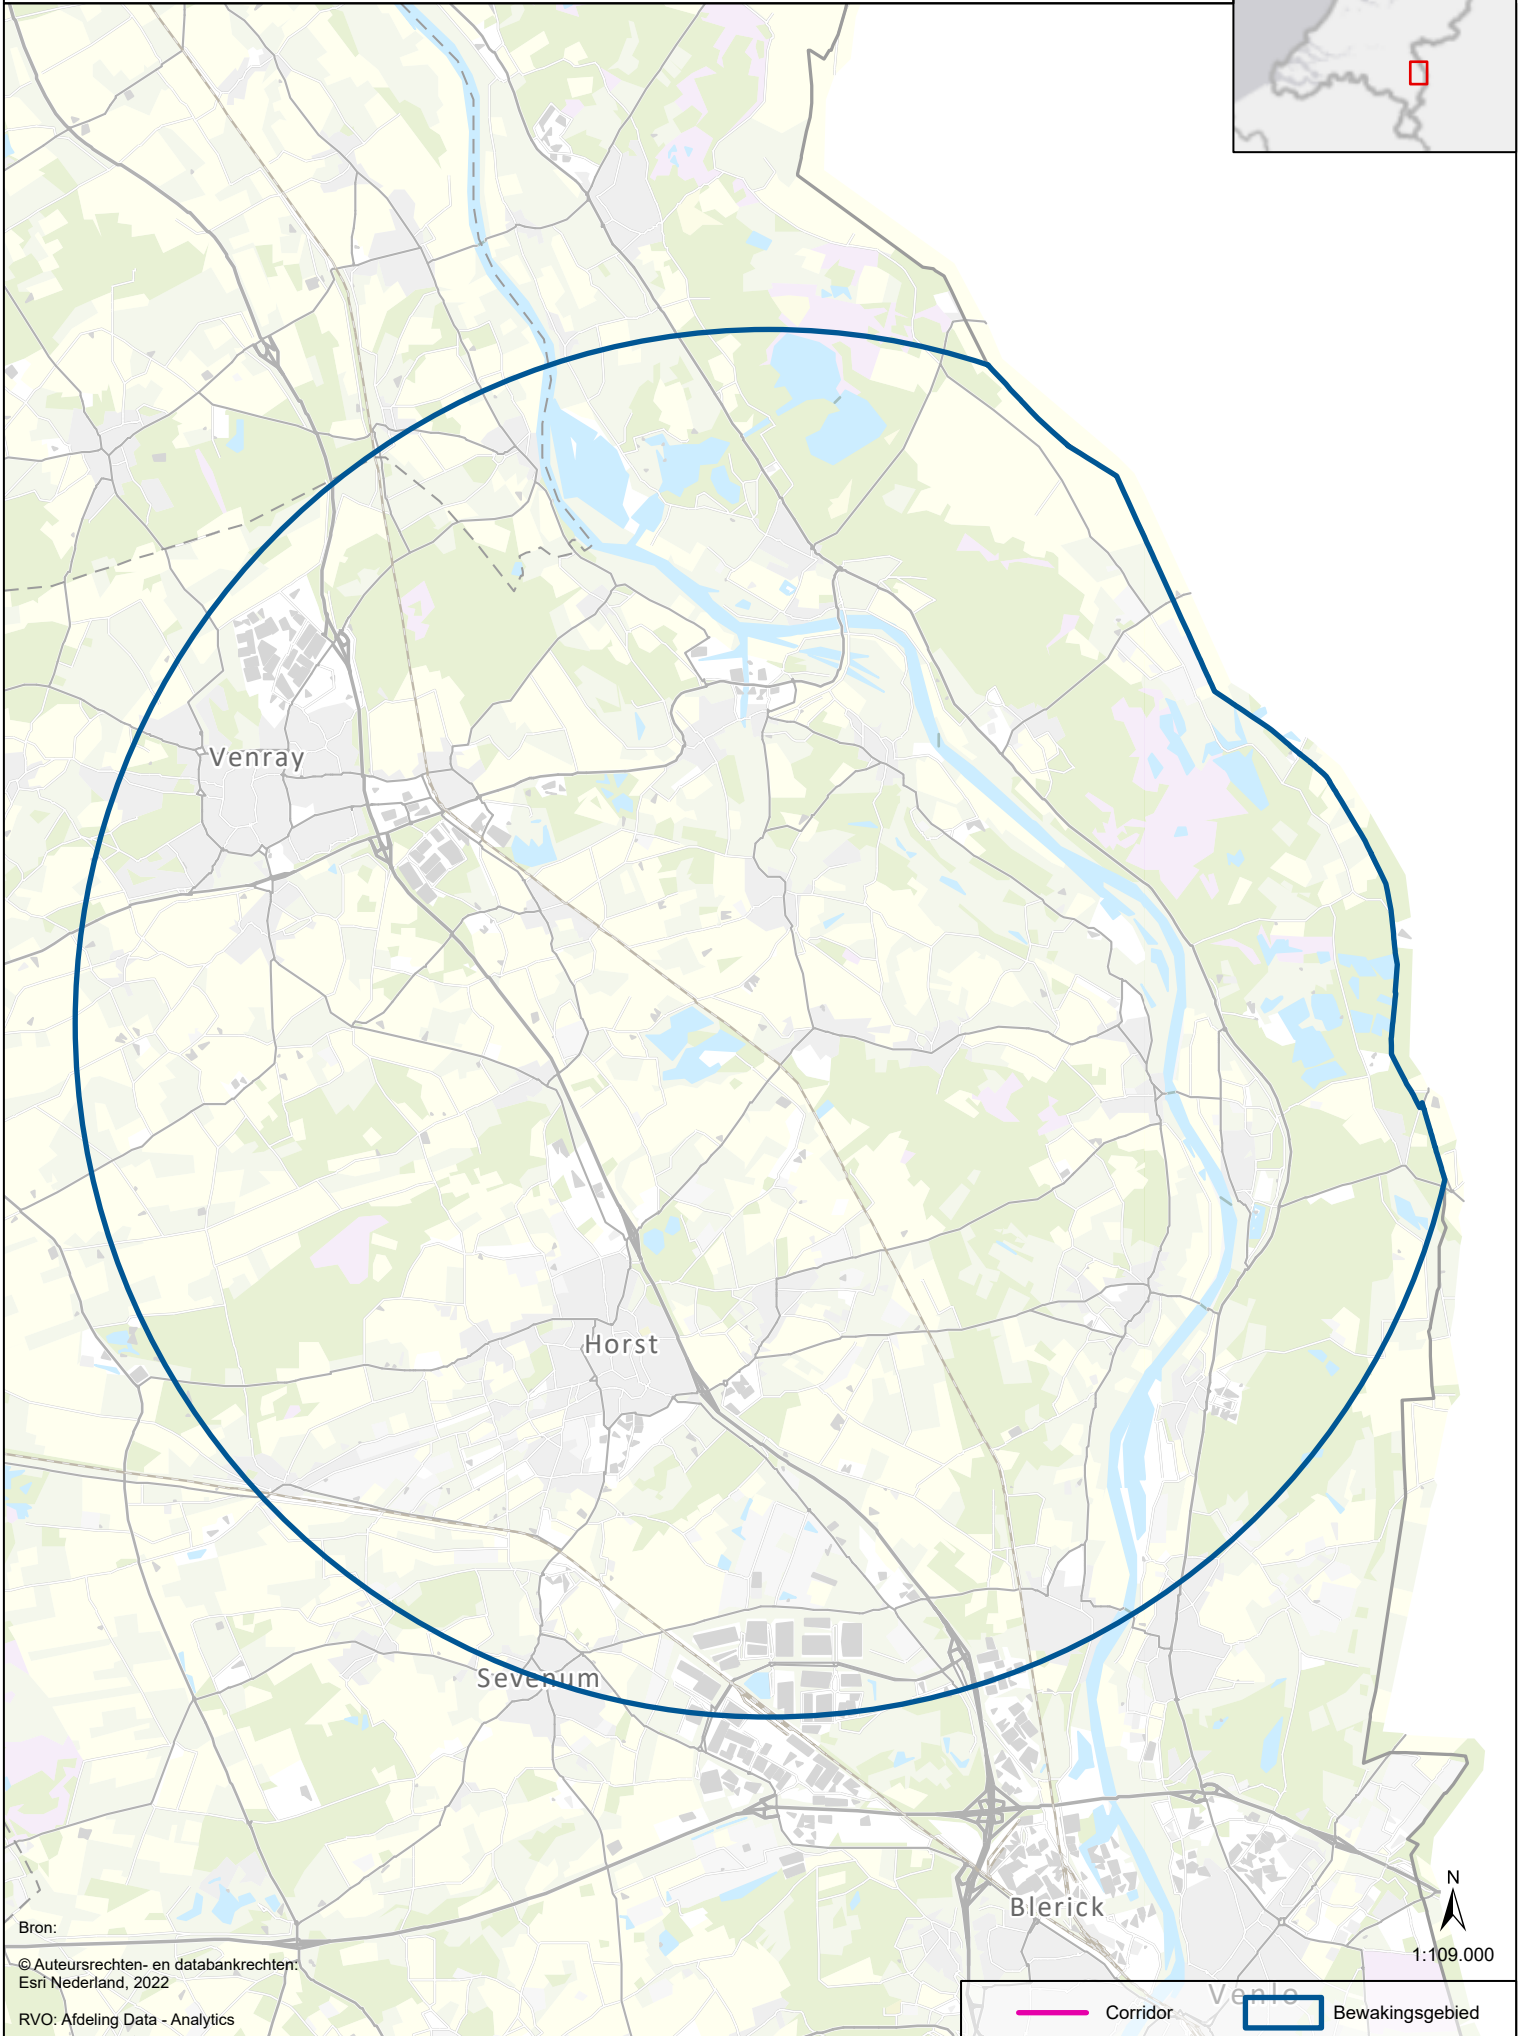 Venray
Horst
Sevenum
Blerick
Venlo
N
1:109.000
Bron:
© Auteursrechten- en databankrechten:
Esri Nederland, 2022
RVO: Afdeling Data - Analytics
Corridor
Bewakingsgebied